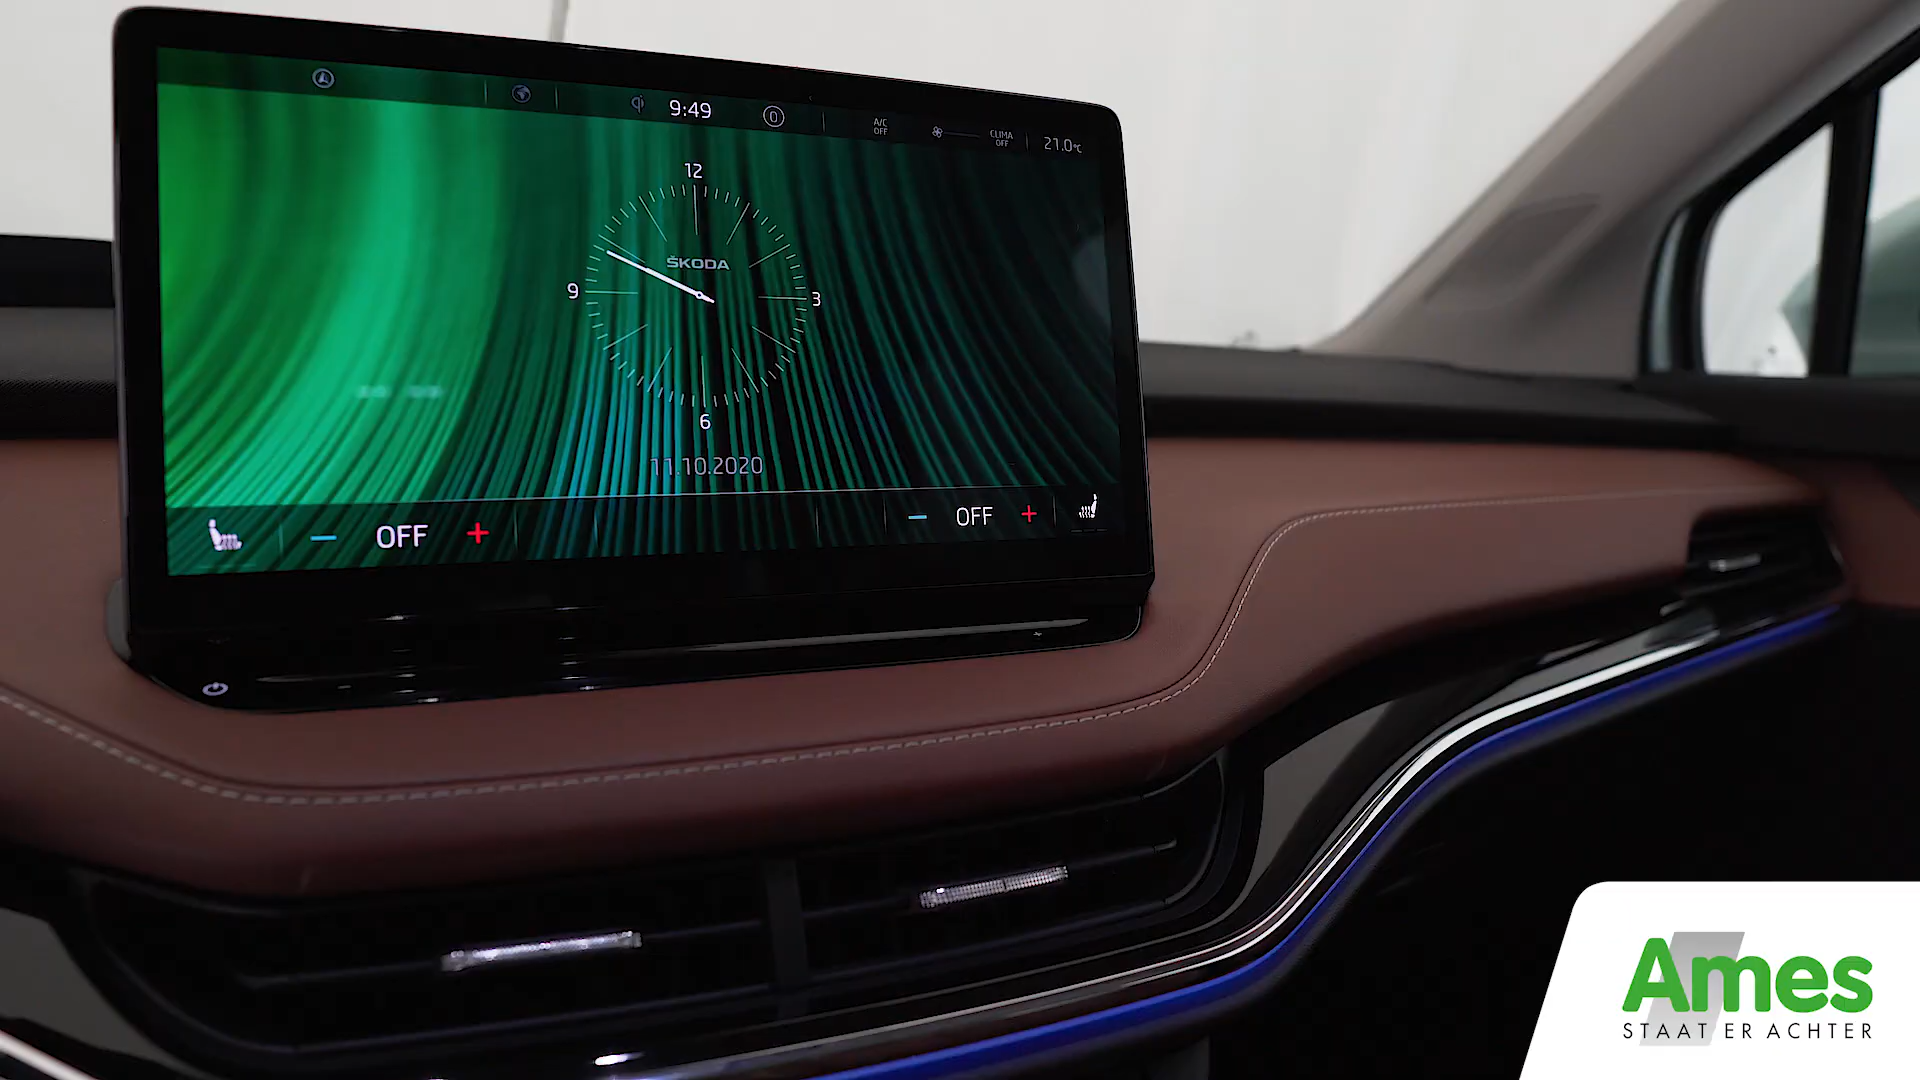 9:49
0
A/C
OFF
CLIMA
OFF
21.0°C
12
ŠKODA
9
3
6
11.10.2020
OFF
OFF
Ames
STAAT ER ACHTER